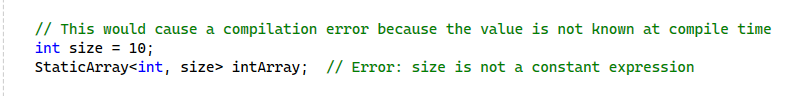 // This would cause a compilation error because the value is not known at compile time
int size = 10;
StaticArray<int, size> intArray;  // Error: size is not a constant expression